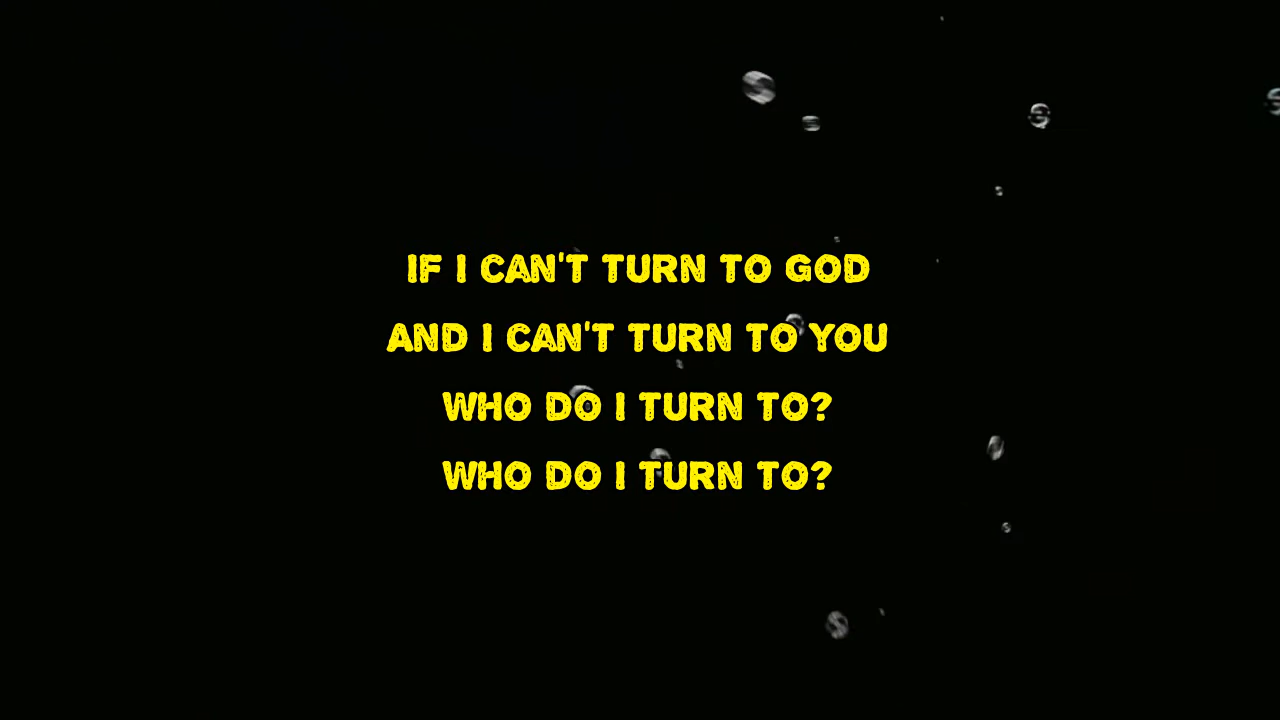 IF I CAN'T TURN TO GOD
AND I CAN'T TURN TO YOU
WHO DO I TURN TO?
WHO DO I TURN TO?